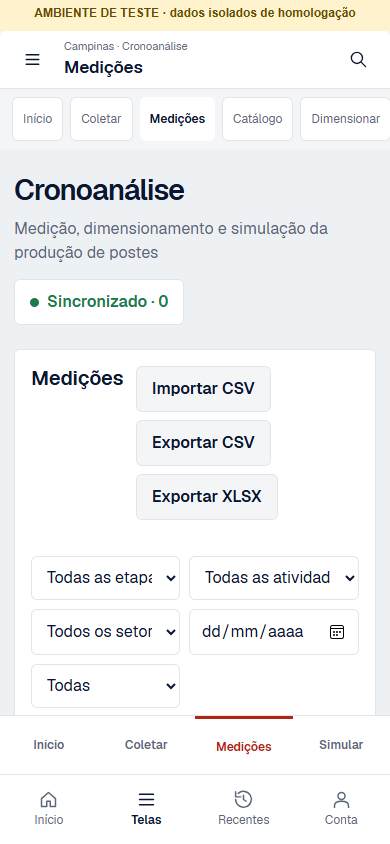 AMBIENTE DE TESTE · dados isolados de homologação
Campinas · Cronoanálise
Medições
Início
Coletar
Medições
Catálogo
Dimensionar
Cronoanálise
Medição, dimensionamento e simulação da
produção de postes
Sincronizado · 0
Medições
Importar CSV
Exportar CSV
Exportar XLSX
Todas as etapa
Todas as atividad
Todos os setor
dd/mm/aaaa
Todas
Início
Coletar
Medições
Simular
Início
Telas
Recentes
Conta